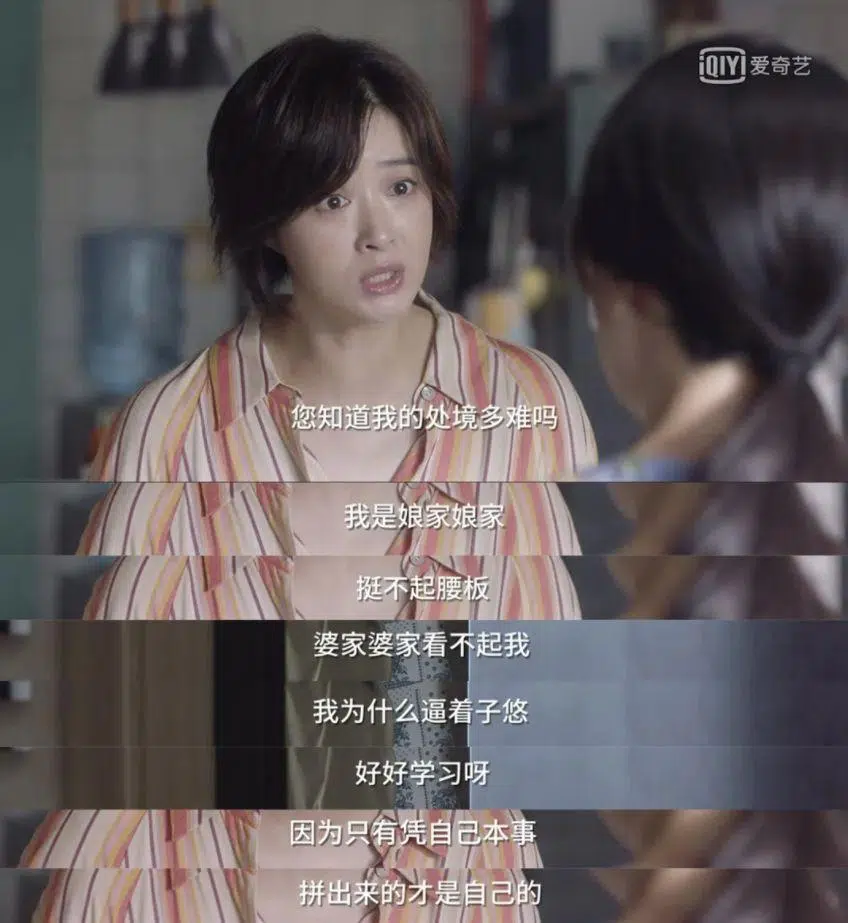 iQIYI 爱奇艺
您知道我的处境多难吗
我是娘家娘家
挺不起腰板
婆家婆家看不起我
我为什么逼着子悠
好好学习呀
因为只有凭自己本事
拼出来的才是自己的